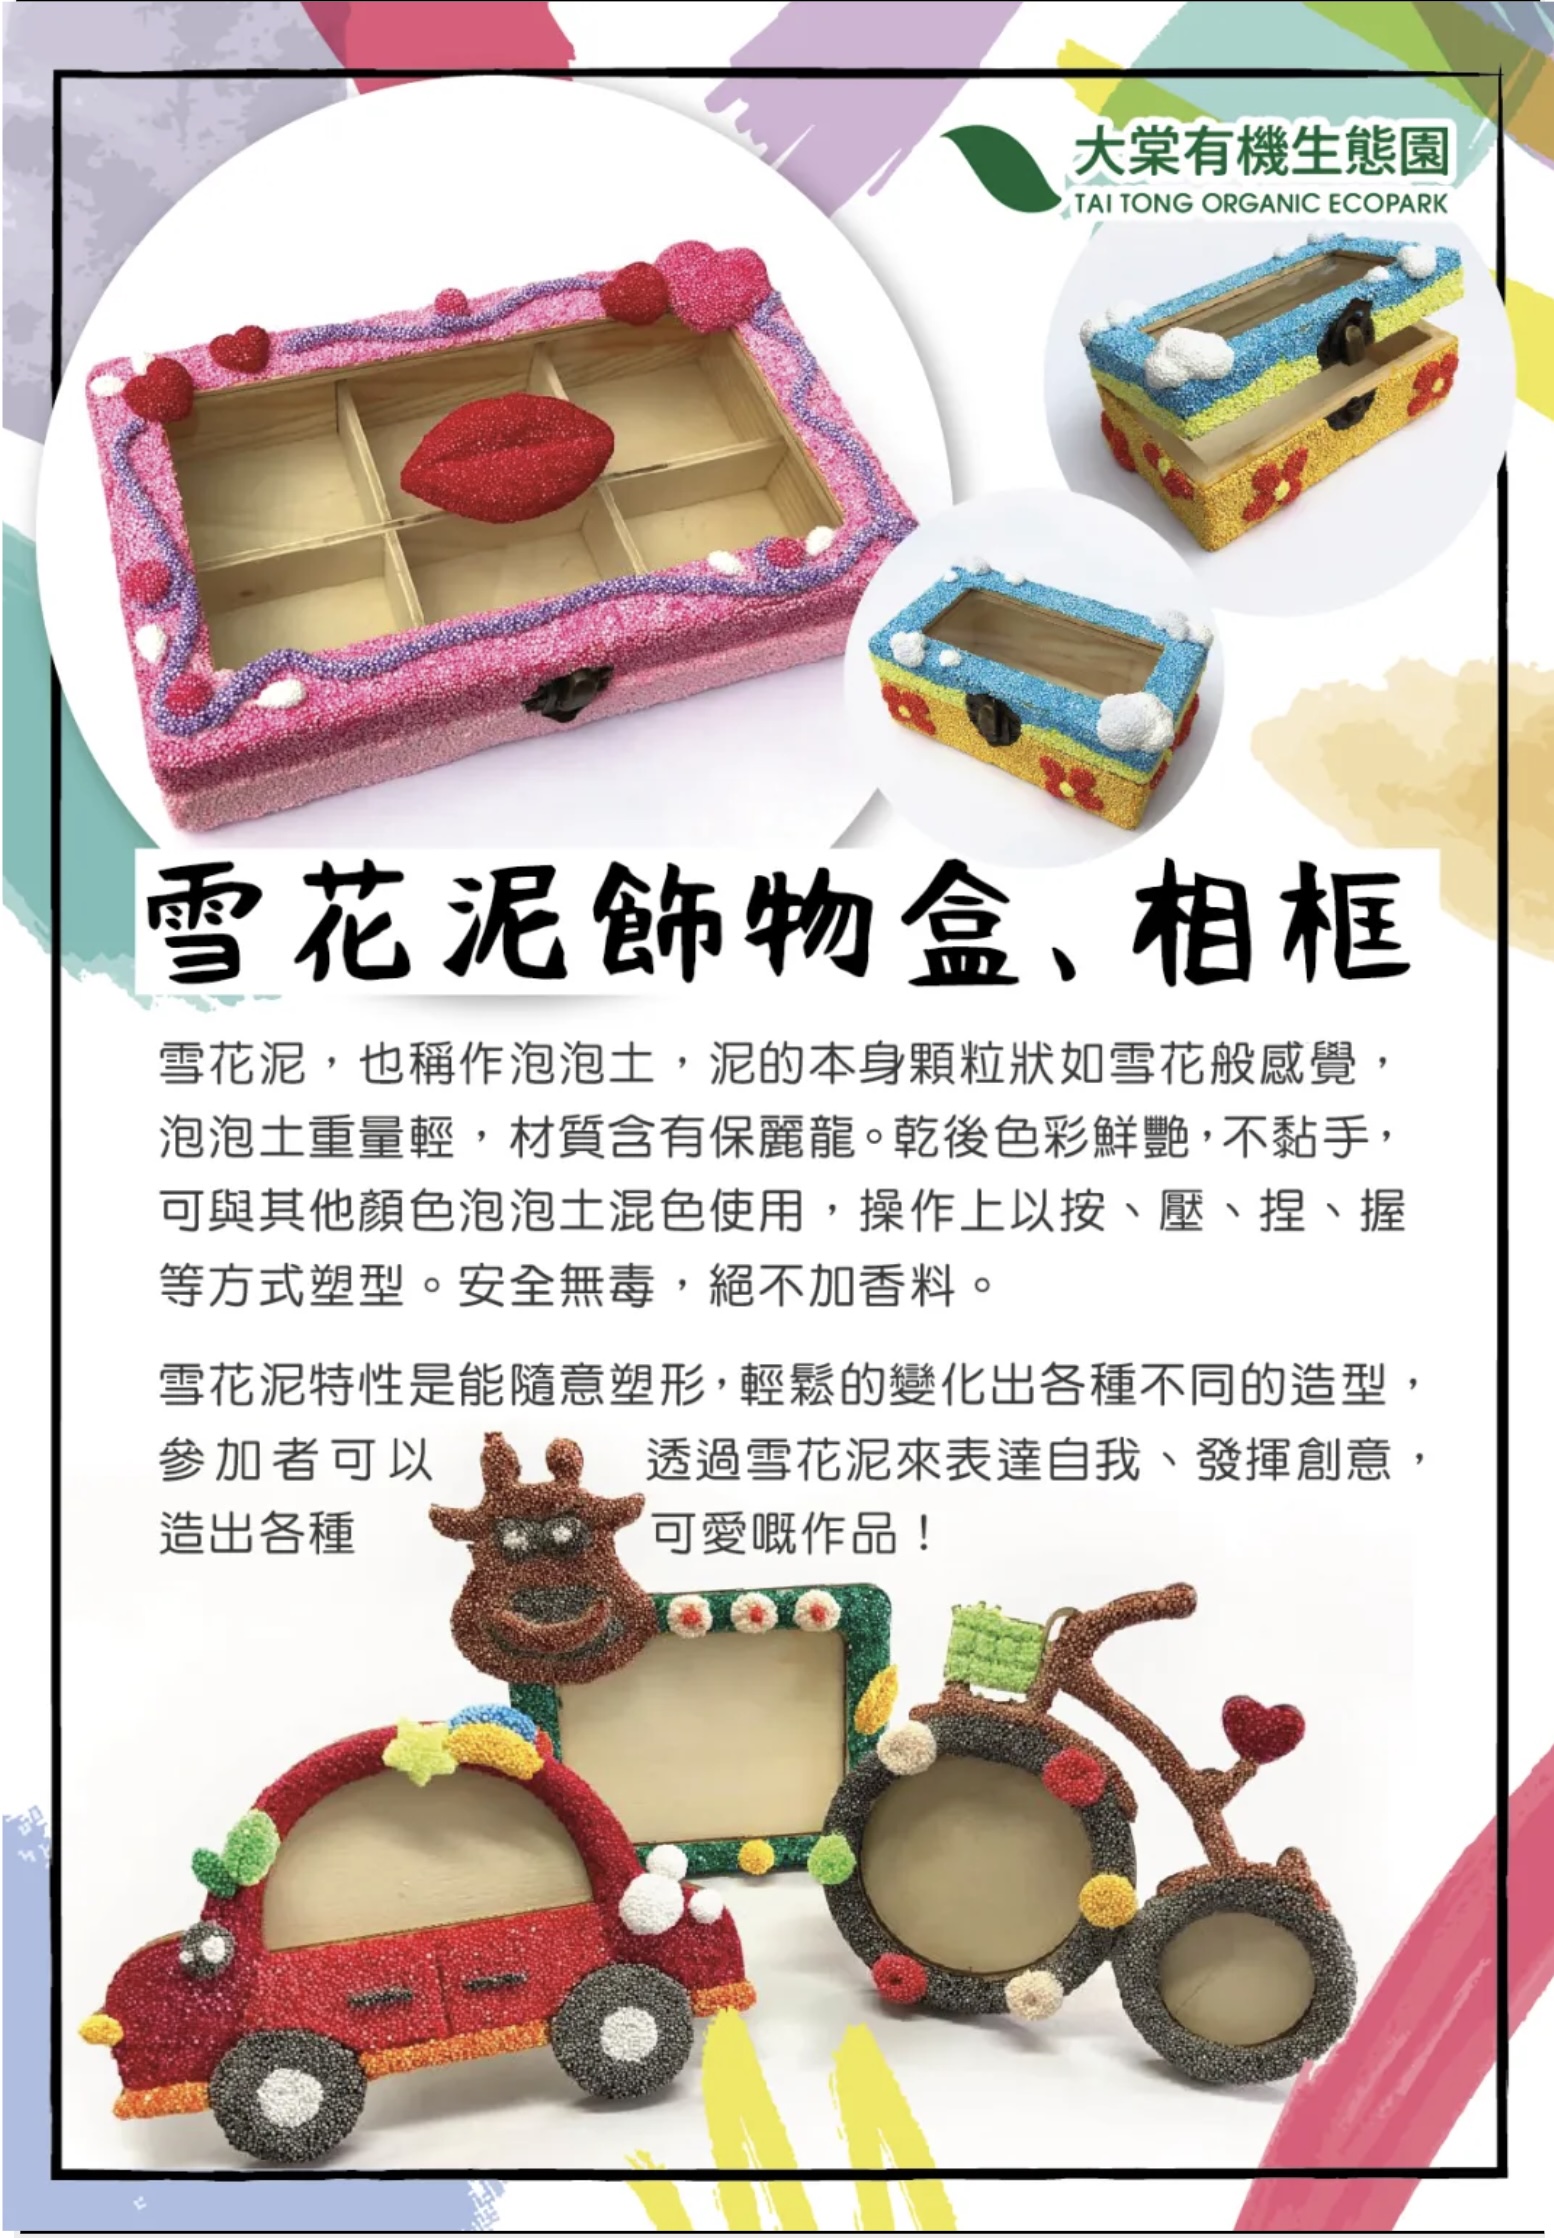 大棠有機生態園
TAI TONG ORGANIC ECOPARK
雪花泥飾物盒、相框
雪花泥，也稱作泡泡土，泥的本身顆粒狀如雪花般感覺，
泡泡土重量輕，材質含有保麗龍。乾後色彩鮮艷，不黏手，
可與其他顏色泡泡土混色使用，操作上以按、壓、捏、握
等方式塑型。安全無毒，絕不加香料。
雪花泥特性是能隨意塑形，輕鬆的變化出各種不同的造型，
參加者可以透過雪花泥來表達自我、發揮創意，
造出各種可愛嘅作品！